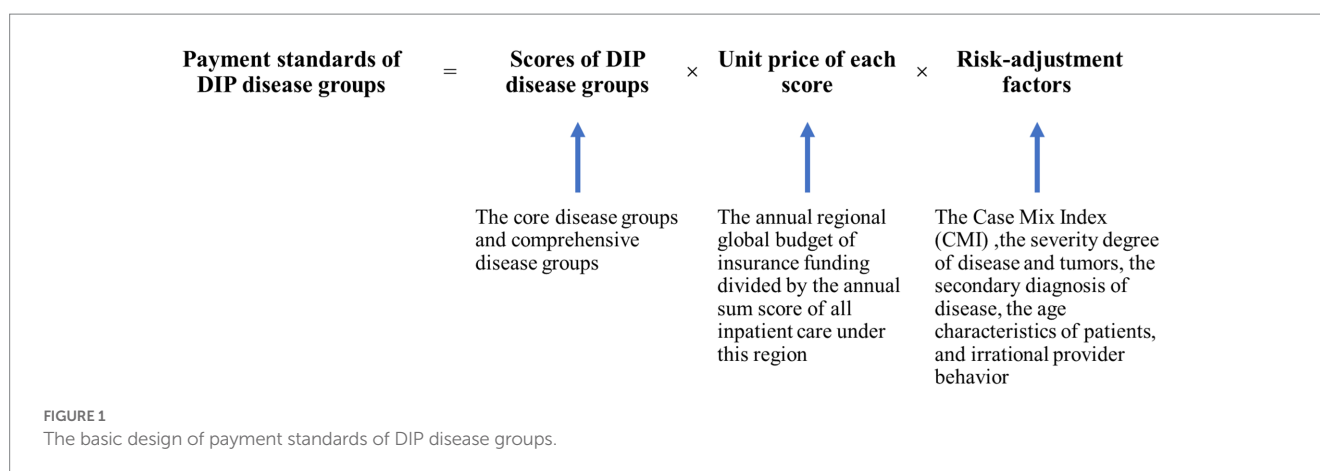 Payment standards of
DIP disease groups
=
Scores of DIP
disease groups
×
Unit price of each
score
×
Risk-adjustment
factors
The core disease groups
and comprehensive
disease groups
The annual regional
global budget of
insurance funding
divided by the annual
sum score of all
inpatient care under
this region
The Case Mix Index
(CMI) ,the severity degree
of disease and tumors, the
secondary diagnosis of
disease, the age
characteristics of patients,
and irrational provider
behavior
FIGURE 1
The basic design of payment standards of DIP disease groups.